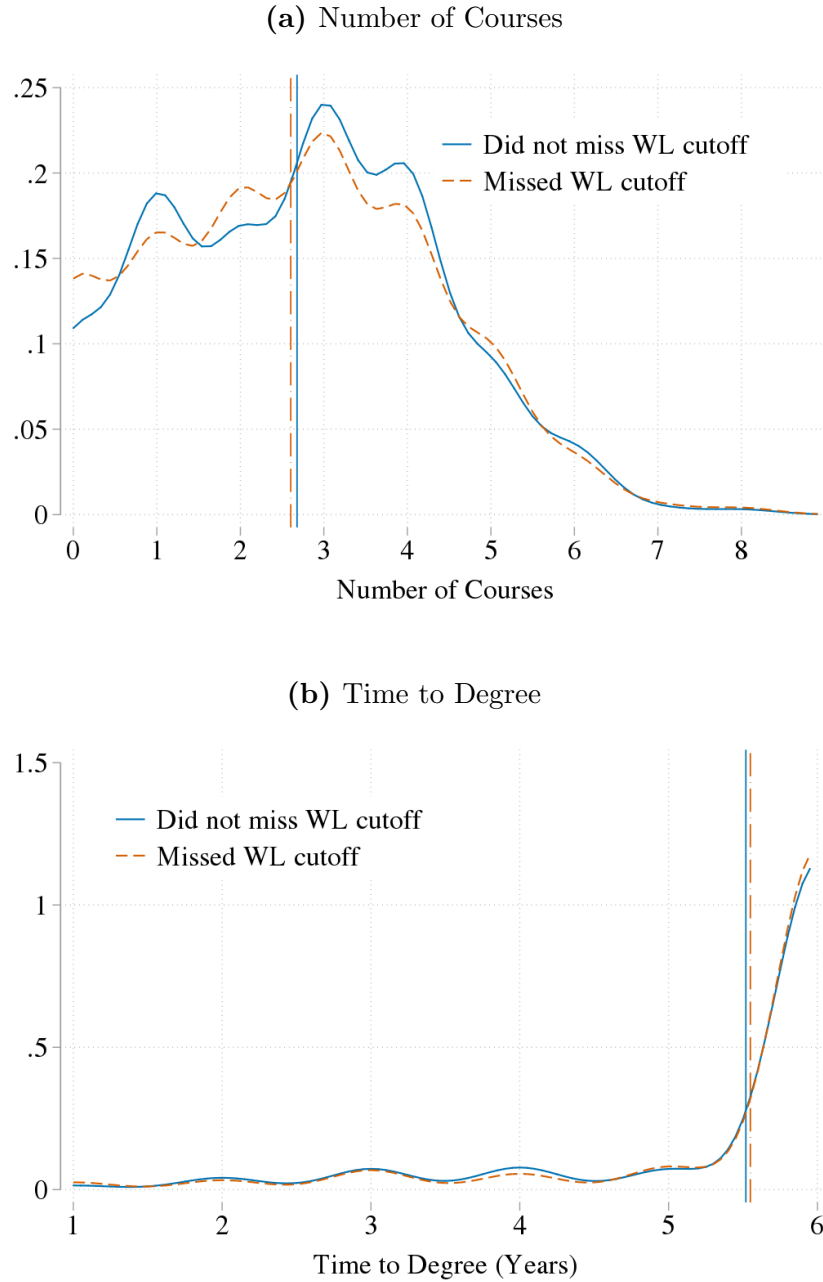 (a) Number of Courses
.25
.2
.15
.1
.05
0
Did not miss WL cutoff
Missed WL cutoff
0 1 2 3 4 5 6 7 8
Number of Courses
(b) Time to Degree
1.5
1
.5
0
Did not miss WL cutoff
Missed WL cutoff
1 2 3 4 5 6
Time to Degree (Years)